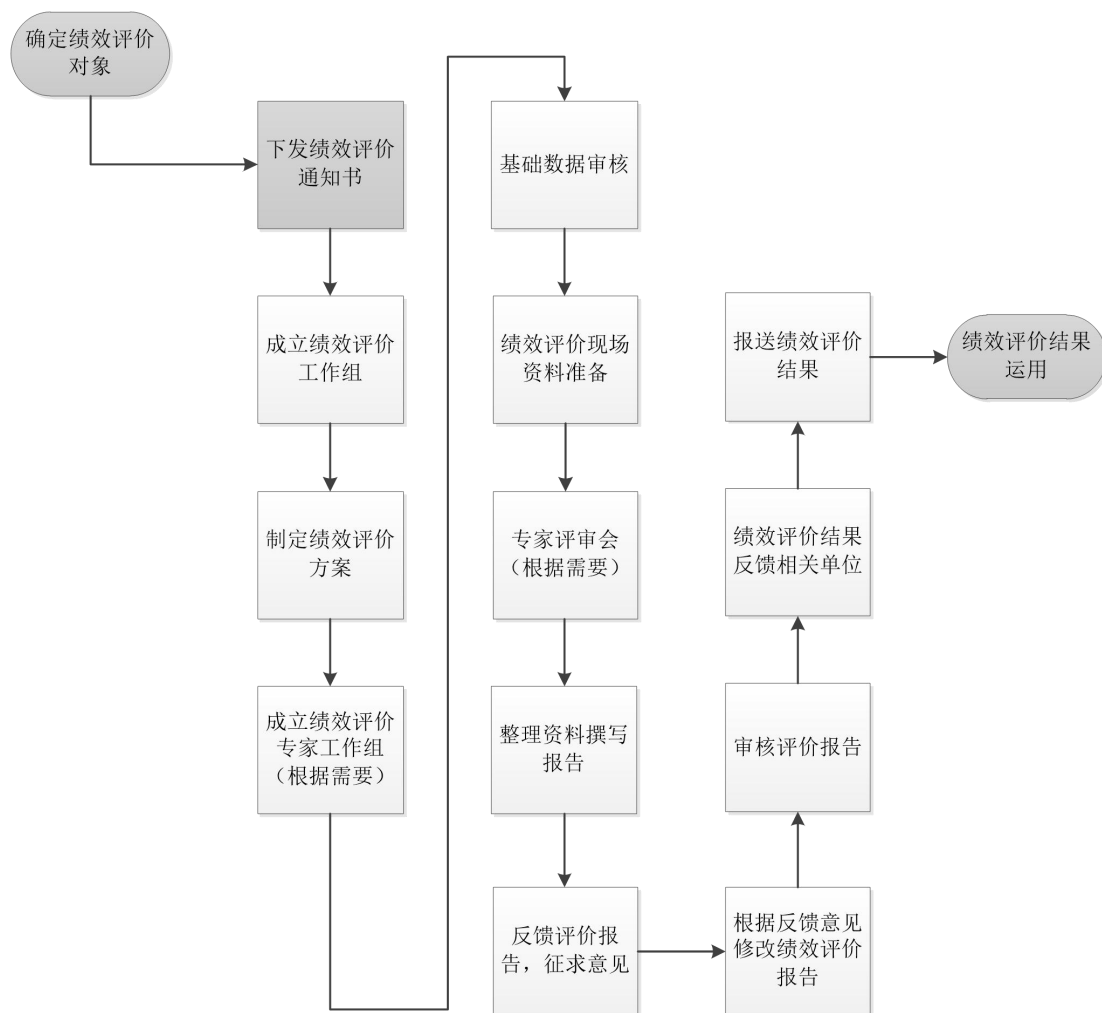 确定绩效评价
对象
下发绩效评价
通知书
成立绩效评价
工作组
制定绩效评价
方案
成立绩效评价
专家工作组
（根据需要）
基础数据审核
绩效评价现场
资料准备
专家评审会
（根据需要）
整理资料撰写
报告
反馈评价报
告，征求意见
根据反馈意见
修改绩效评价
报告
审核评价报告
绩效评价结果
反馈相关单位
报送绩效评价
结果
绩效评价结果
运用